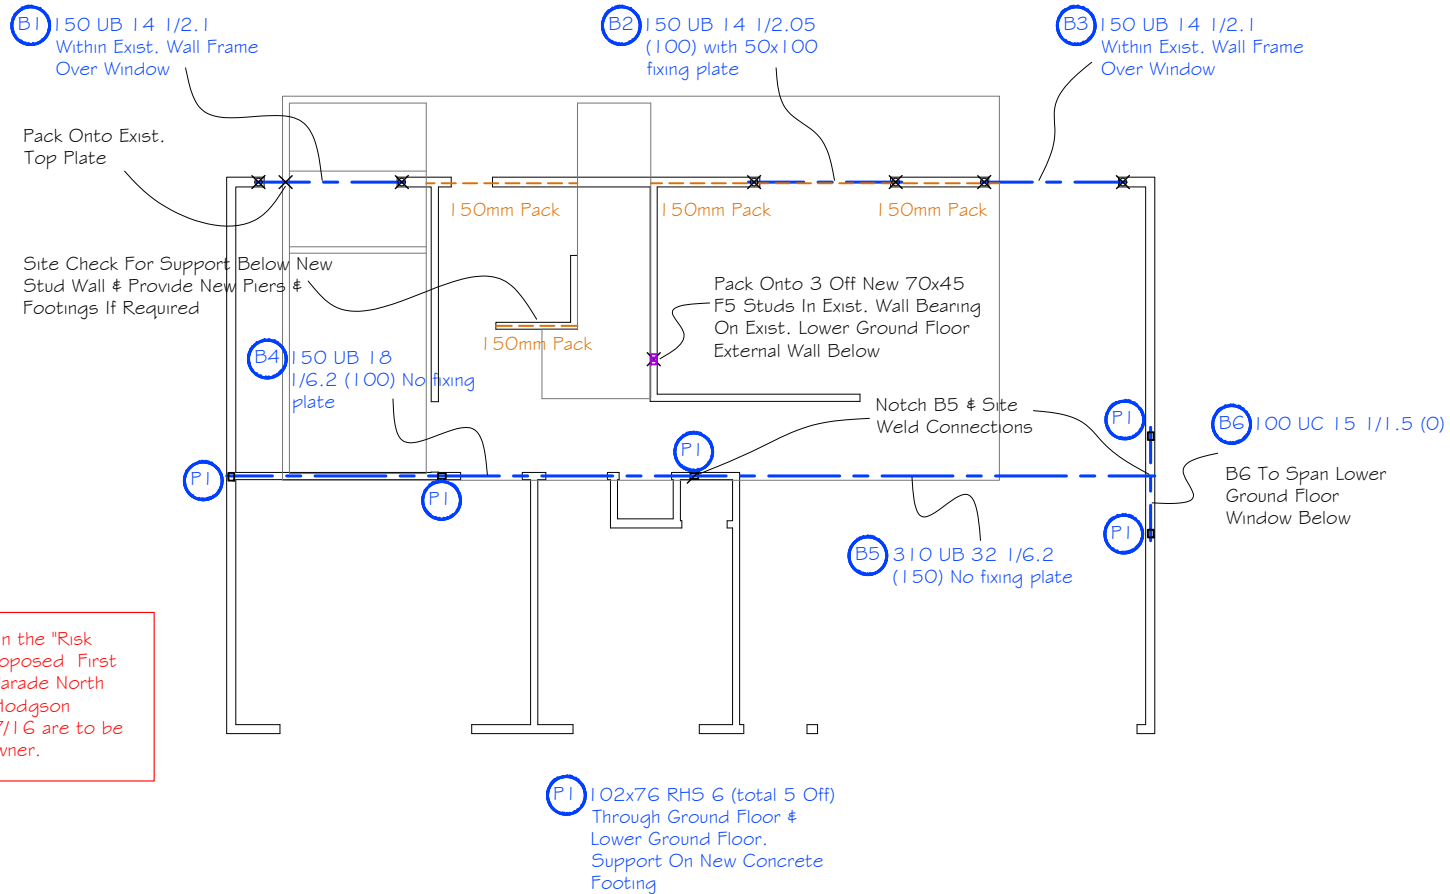 B1 150 UB 14 1/2.1
Within Exist. Wall Frame
Over Window
B2 150 UB 14 1/2.05
(100) with 50x100
fixing plate
B3 150 UB 14 1/2.1
Within Exist. Wall Frame
Over Window
Pack Onto Exist.
Top Plate
150mm Pack
150mm Pack
150mm Pack
Site Check For Support Below New
Stud Wall & Provide New Piers &
Footings If Required
Pack Onto 3 Off New 70x45
F5 Studs In Exist. Wall Bearing
On Exist. Lower Ground Floor
External Wall Below
150mm Pack
B4 150 UB 18
1/6.2 (100) No fixing
plate
Notch B5 & Site
Weld Connections
P1
B6 100 UC 15 1/1.5 (0)
P1
P1
P1
B6 To Span Lower
Ground Floor
Window Below
P1
B5 310 UB 32 1/6.2
(150) No fixing plate
n the "Risk
oposed First
arade North
Hodgson
7/16 are to be
wner.
P1 102x76 RHS 6 (total 5 Off)
Through Ground Floor &
Lower Ground Floor.
Support On New Concrete
Footing